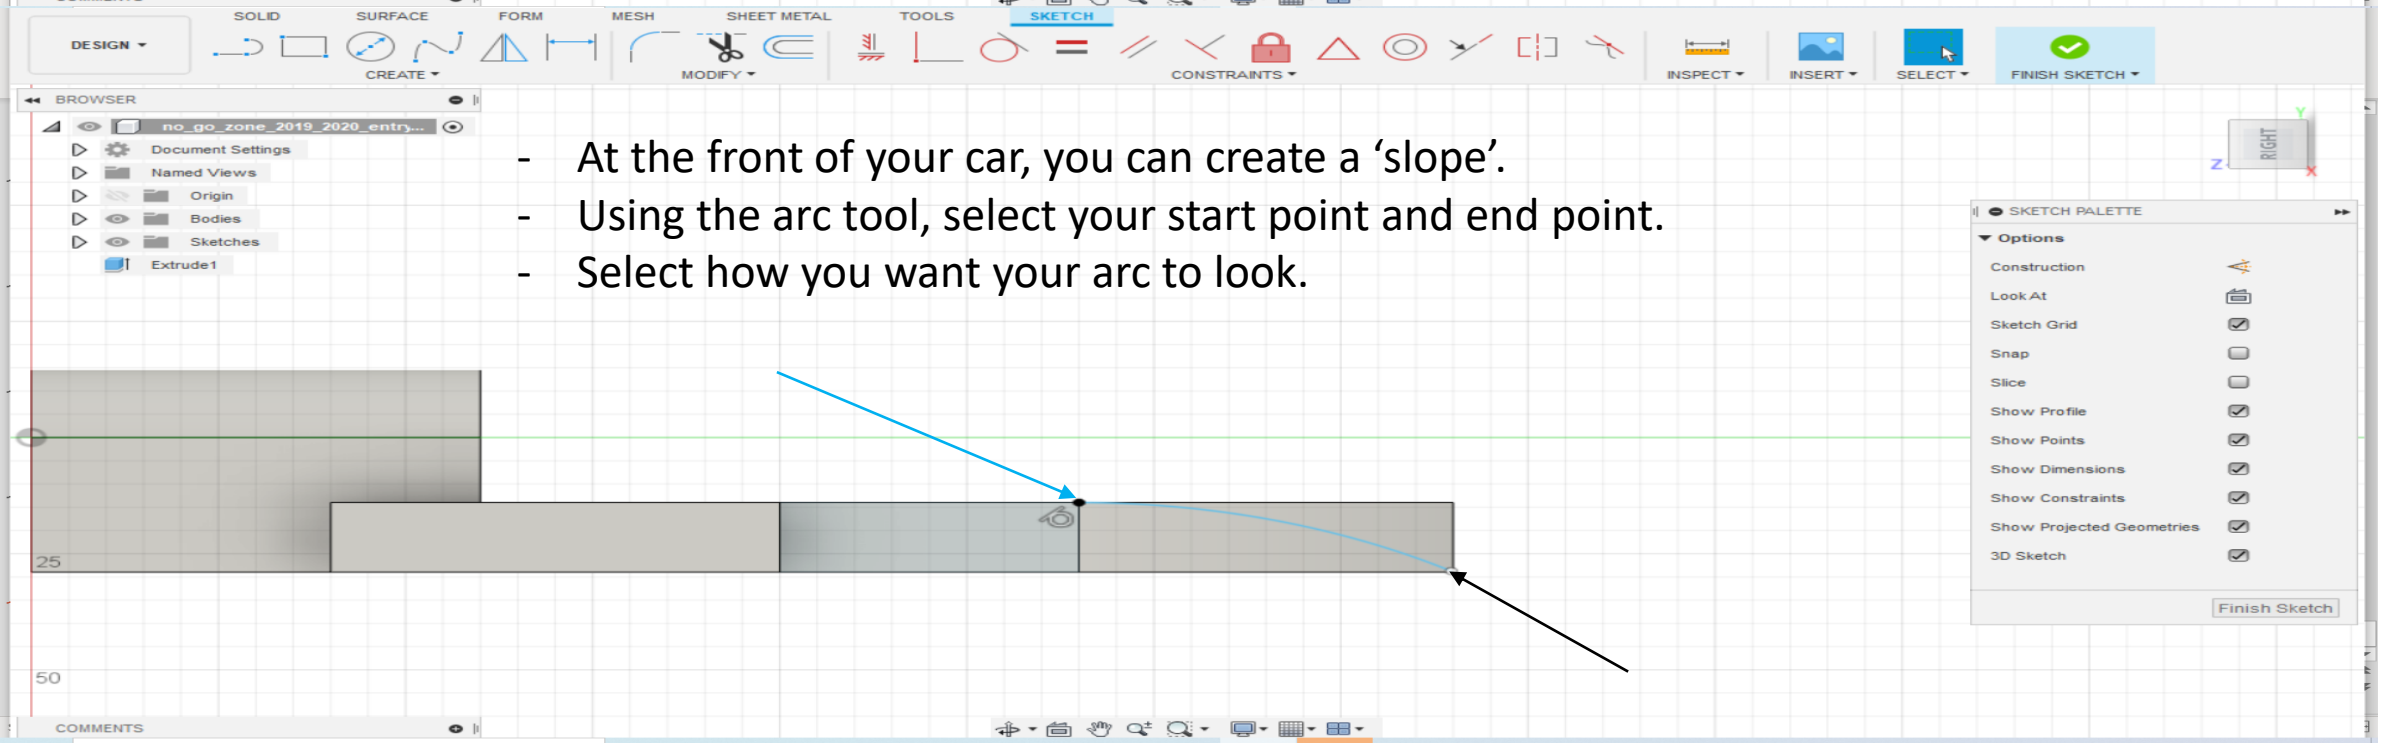 COMMENTS
SOLID SURFACE FORM MESH SHEET METAL TOOLS SKETCH
DESIGN
CREATE MODIFY CONSTRAINTS INSPECT INSERT SELECT FINISH SKETCH
BROWSER
no_go_zone_2019_2020_entry...
Document Settings
Named Views
Origin
Bodies
Sketches
Extrude1
- At the front of your car, you can create a ‘slope’.
- Using the arc tool, select your start point and end point.
- Select how you want your arc to look.
Y
RIGHT
Z
X
SKETCH PALETTE
Options
Construction
Look At
Sketch Grid
Snap
Slice
Show Profile
Show Points
Show Dimensions
Show Constraints
Show Projected Geometries
3D Sketch
Finish Sketch
25
50
COMMENTS